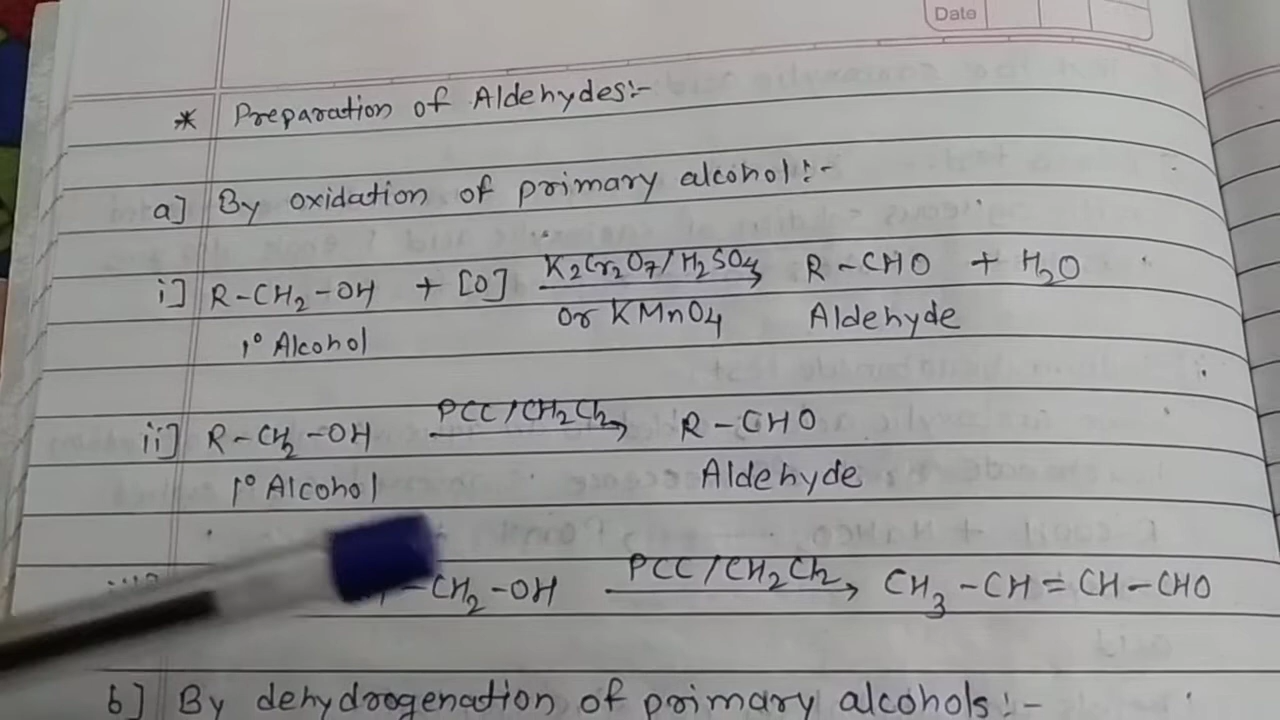 Date
* Preparation of Aldehydes:-
a] By oxidation of primary alcohol:-
i] R-CH₂-OH + [O] K₂Cr₂O₇/H₂SO₄ R-CHO + H₂O
or KMnO₄
1° Alcohol Aldehyde
ii] R-CH₂-OH PCC/CH₂Cl₂ R-CHO
1° Alcohol Aldehyde
-CH₂-OH PCC/CH₂Cl₂ CH₃-CH=CH-CHO
b] By dehydrogenation of primary alcohols:-